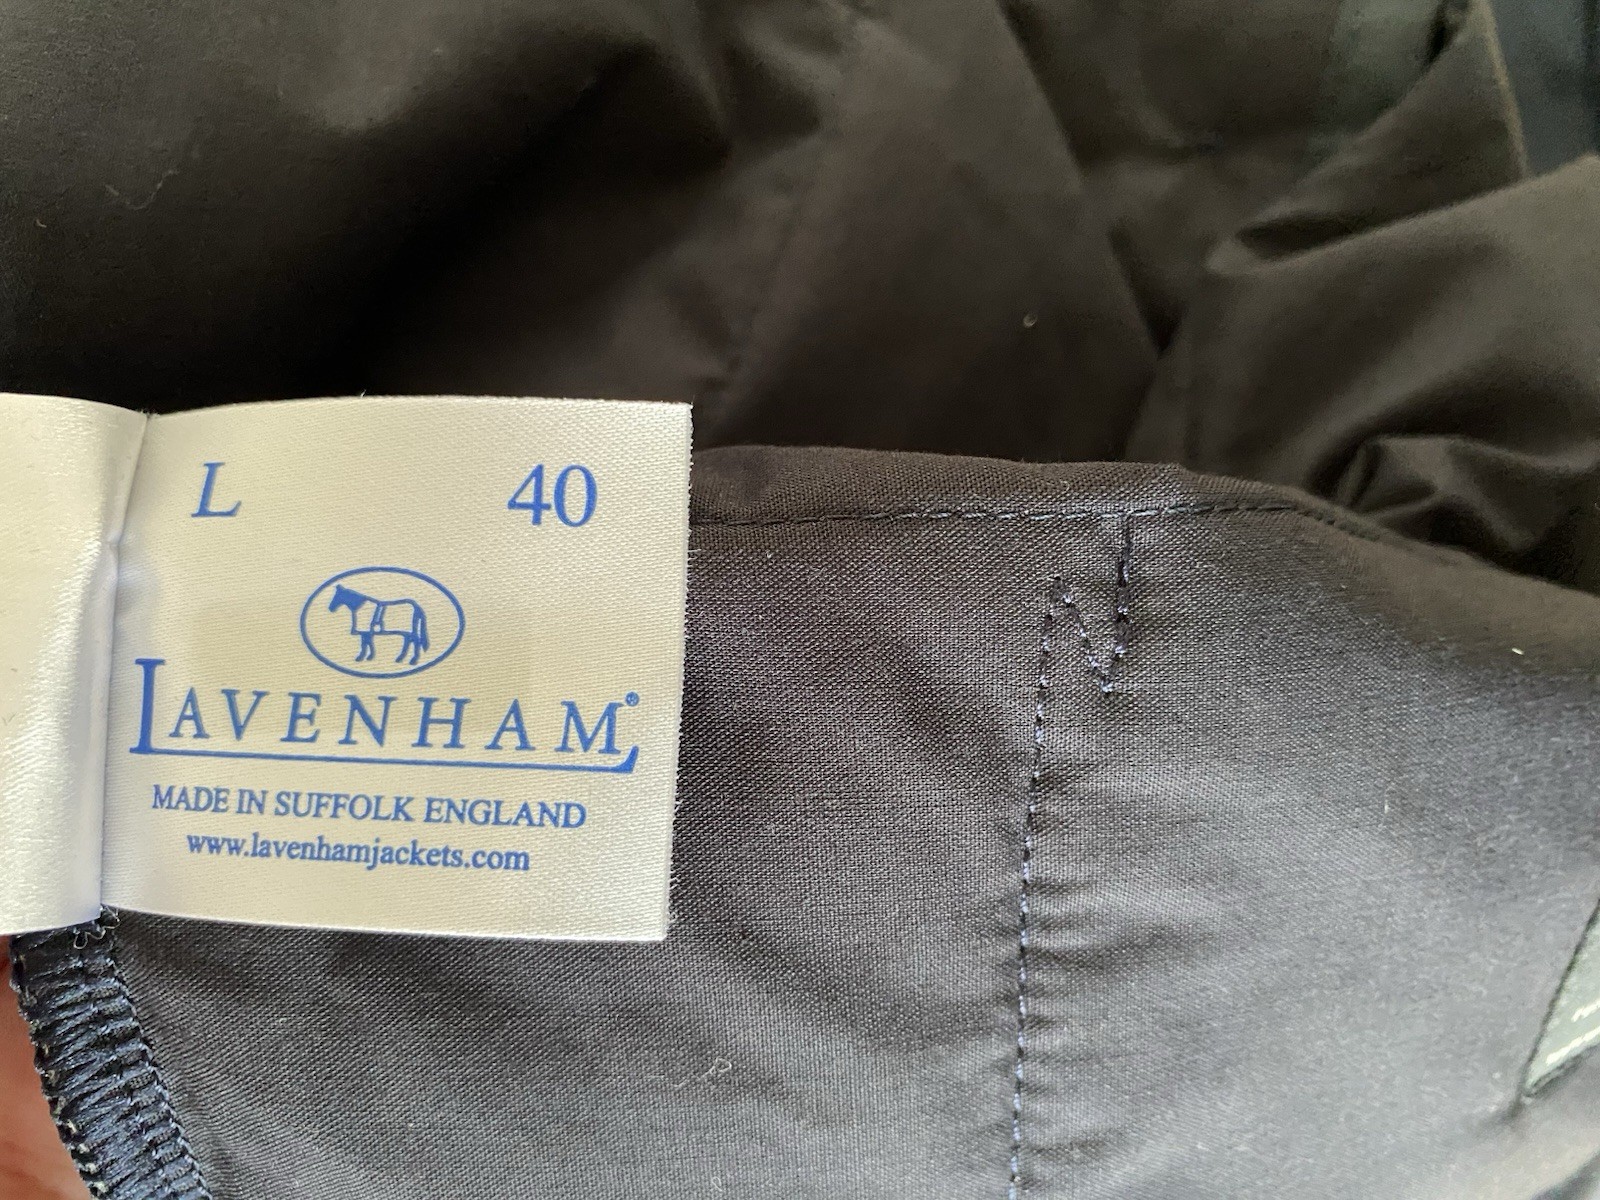 L 40
LAVENHAM®
MADE IN SUFFOLK ENGLAND
www.lavenhamjackets.com